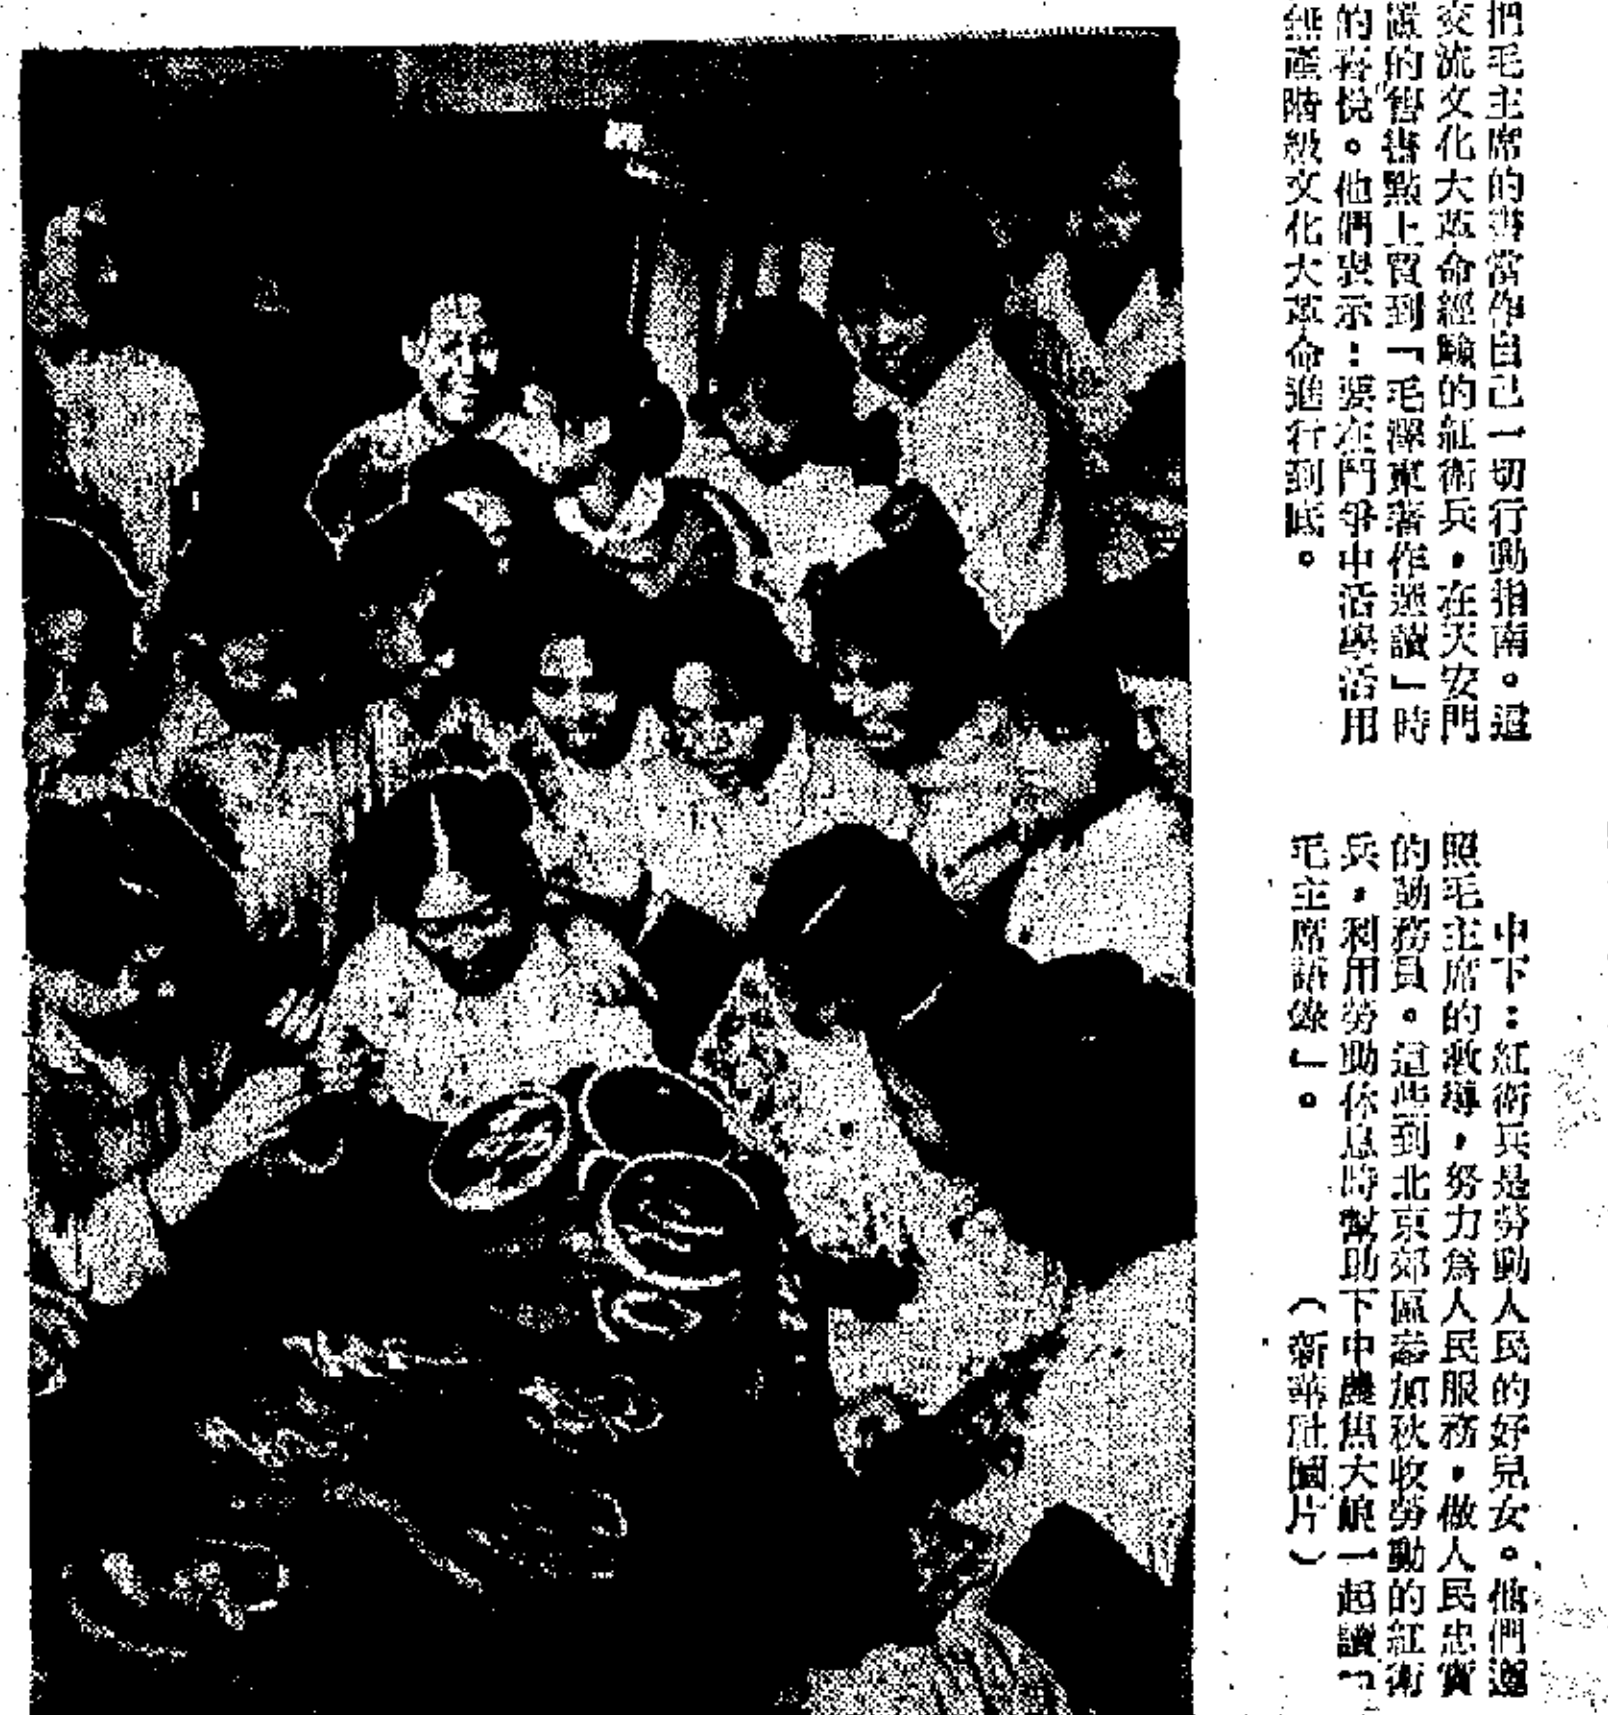 把毛主席的書當作自己一切行動指南。這
交流文化大革命經驗的紅衛兵，在天安門
設的售書點上買到「毛澤東著作選讀」時
的喜悅。他們表示：要在鬥爭中活學活用
無產階級文化大革命進行到底。
中下：紅衛兵是勞動人民的好兒女。他們遵
照毛主席的教導，努力為人民服務，做人民忠實
的勤務員。這些到北京郊區參加秋收勞動的紅衛
兵，利用勞動休息時幫助下中農焦大娘一起讀「
毛主席語錄」。（新華社圖片）